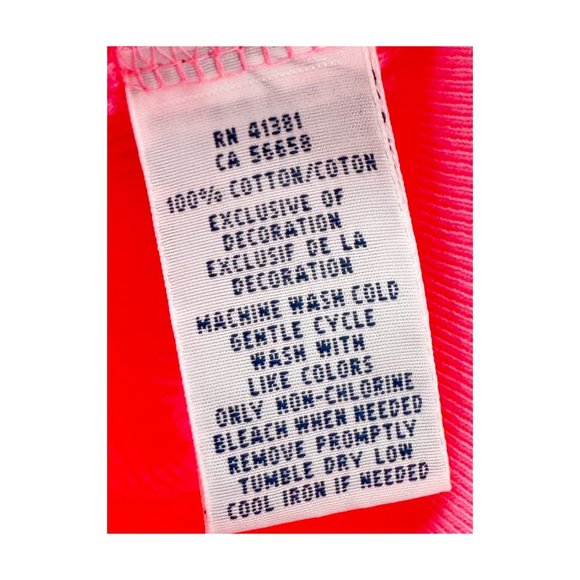 RN 41381
CA 56658
100% COTTON/COTON
EXCLUSIVE OF
DECORATION
EXCLUSIF DE LA
DECORATION
MACHINE WASH COLD
GENTLE CYCLE
WASH WITH
LIKE COLORS
ONLY NON-CHLORINE
BLEACH WHEN NEEDED
REMOVE PROMPTLY
TUMBLE DRY LOW
COOL IRON IF NEEDED